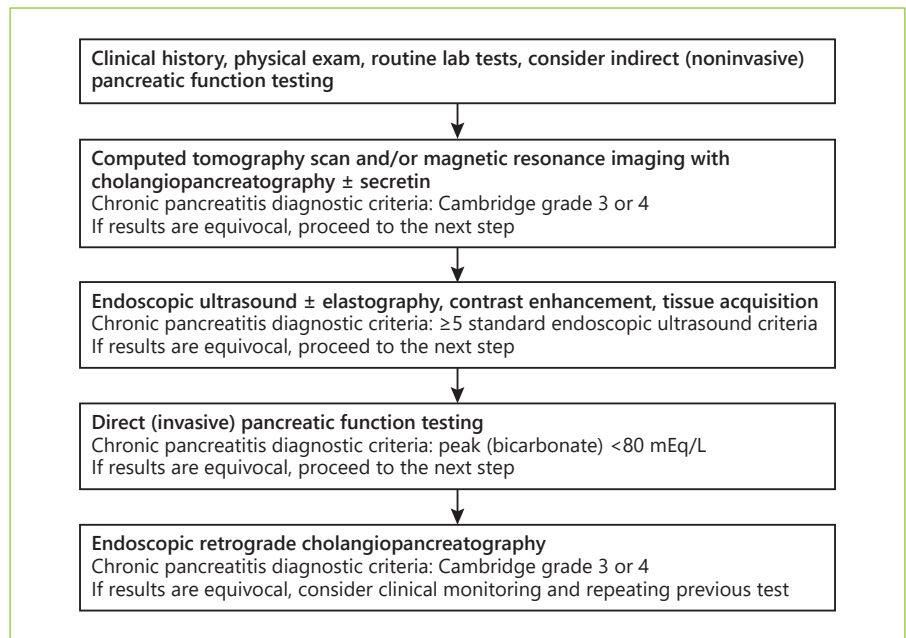 Clinical history, physical exam, routine lab tests, consider indirect (noninvasive)
pancreatic function testing
Computed tomography scan and/or magnetic resonance imaging with
cholangiopancreatography ± secretin
Chronic pancreatitis diagnostic criteria: Cambridge grade 3 or 4
If results are equivocal, proceed to the next step
Endoscopic ultrasound ± elastography, contrast enhancement, tissue acquisition
Chronic pancreatitis diagnostic criteria: ≥5 standard endoscopic ultrasound criteria
If results are equivocal, proceed to the next step
Direct (invasive) pancreatic function testing
Chronic pancreatitis diagnostic criteria: peak (bicarbonate) <80 mEq/L
If results are equivocal, proceed to the next step
Endoscopic retrograde cholangiopancreatography
Chronic pancreatitis diagnostic criteria: Cambridge grade 3 or 4
If results are equivocal, consider clinical monitoring and repeating previous test